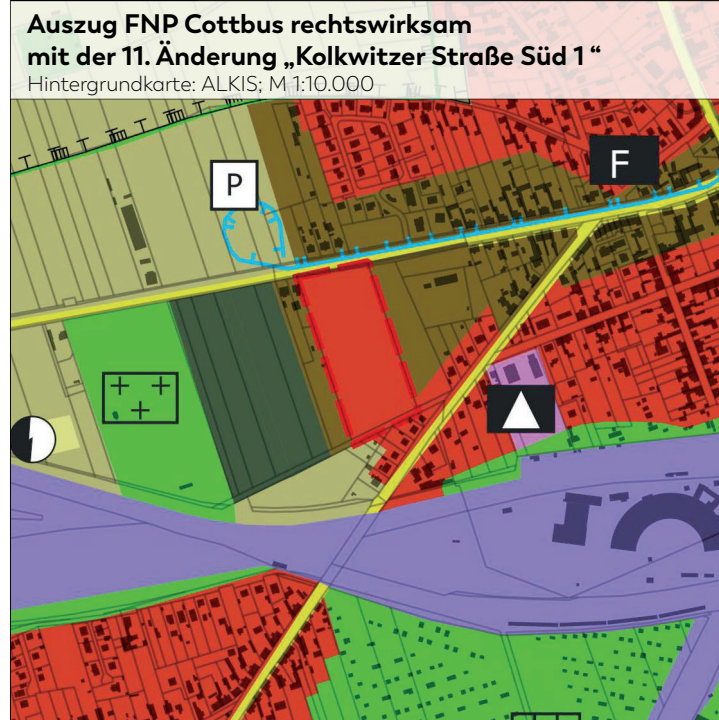 Auszug FNP Cottbus rechtswirksam
mit der 11. Änderung „Kolkwitzer Straße Süd 1 “
Hintergrundkarte: ALKIS; M 1:10.000
P
F